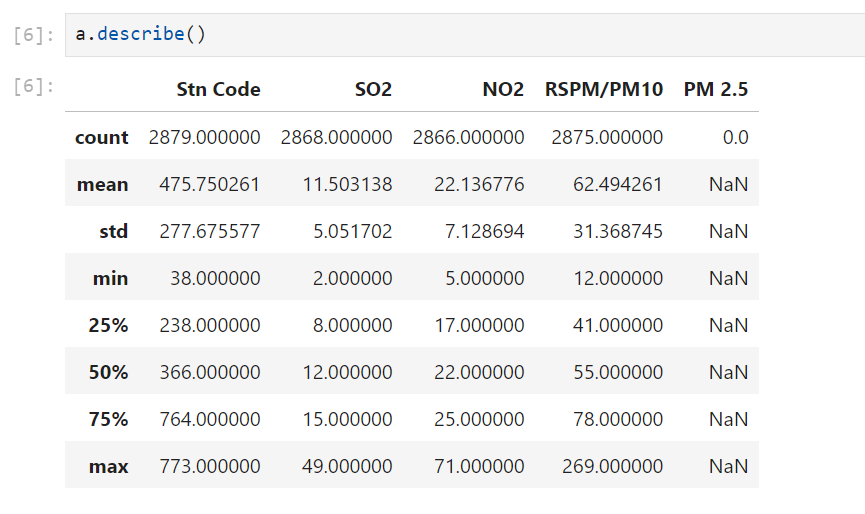 [6]: a.describe()
[6]:
Stn Code SO2 NO2 RSPM/PM10 PM 2.5
count 2879.000000 2868.000000 2866.000000 2875.000000 0.0
mean 475.750261 11.503138 22.136776 62.494261 NaN
std 277.675577 5.051702 7.128694 31.368745 NaN
min 38.000000 2.000000 5.000000 12.000000 NaN
25% 238.000000 8.000000 17.000000 41.000000 NaN
50% 366.000000 12.000000 22.000000 55.000000 NaN
75% 764.000000 15.000000 25.000000 78.000000 NaN
max 773.000000 49.000000 71.000000 269.000000 NaN